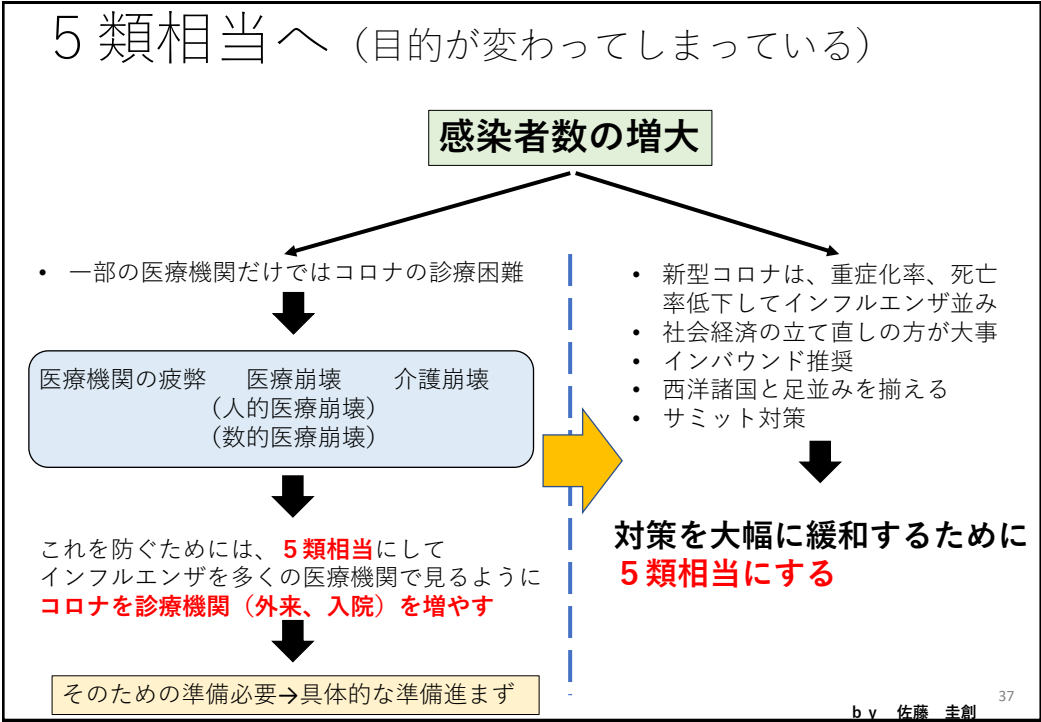 ５類相当へ（目的が変わってしまっている）
感染者数の増大
• 一部の医療機関だけではコロナの診療困難
医療機関の疲弊　医療崩壊　介護崩壊
（人的医療崩壊）
（数的医療崩壊）
これを防ぐためには、５類相当にして
インフルエンザを多くの医療機関で見るように
コロナを診療機関（外来、入院）を増やす
そのための準備必要→具体的な準備進まず
• 新型コロナは、重症化率、死亡
率低下してインフルエンザ並み
• 社会経済の立て直しの方が大事
• インバウンド推奨
• 西洋諸国と足並みを揃える
• サミット対策
対策を大幅に緩和するために
５類相当にする
37
ｂｙ　佐藤　圭創